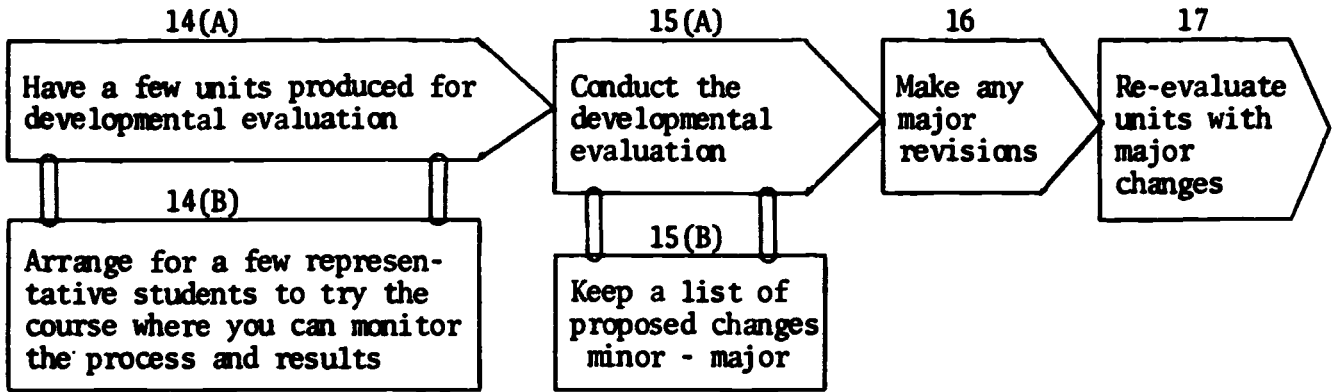 14(A)
Have a few units produced for
developmental evaluation
14(B)
Arrange for a few represen-
tative students to try the
course where you can monitor
the process and results
15(A)
Conduct the
developmental
evaluation
15(B)
Keep a list of
proposed changes
minor - major
16
Make any
major
revisions
17
Re-evaluate
units with
major
changes